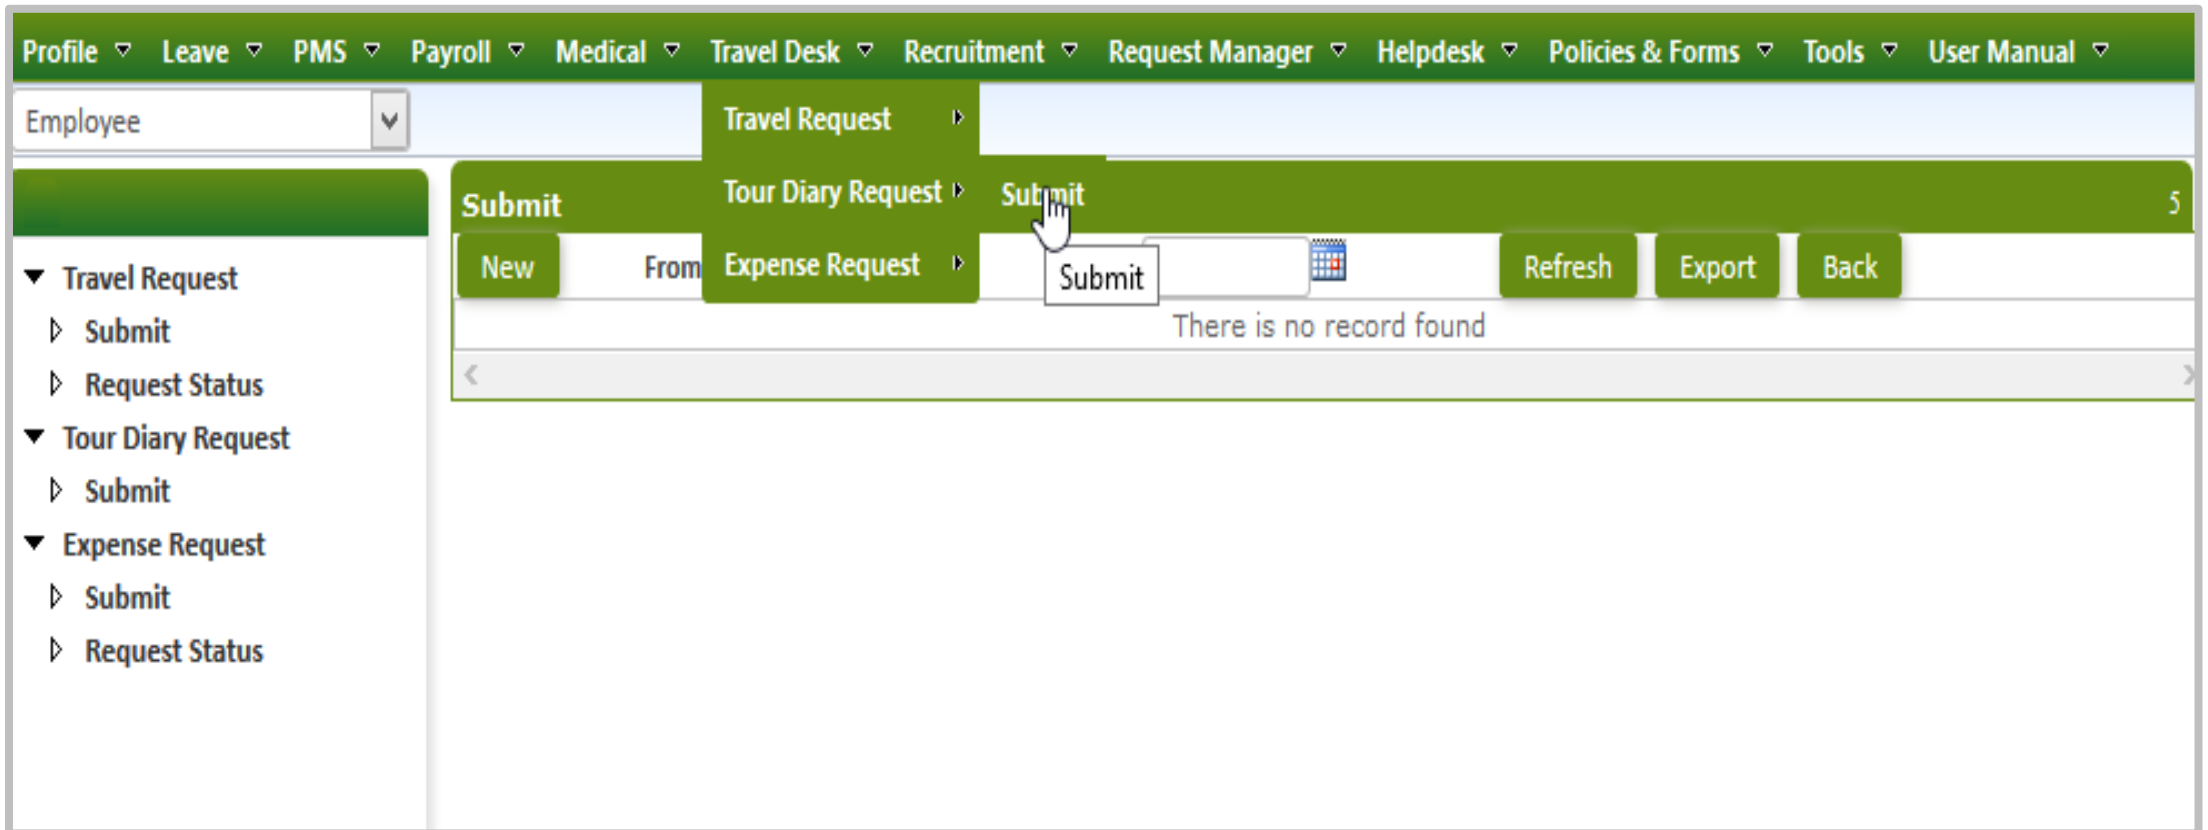 Profile Leave PMS Payroll Medical Travel Desk Recruitment Request Manager Helpdesk Policies & Forms Tools User Manual
Employee
Travel Request
Tour Diary Request
Submit
Expense Request
Submit
Submit
5
New From Refresh Export Back
There is no record found
Travel Request
Submit
Request Status
Tour Diary Request
Submit
Expense Request
Submit
Request Status